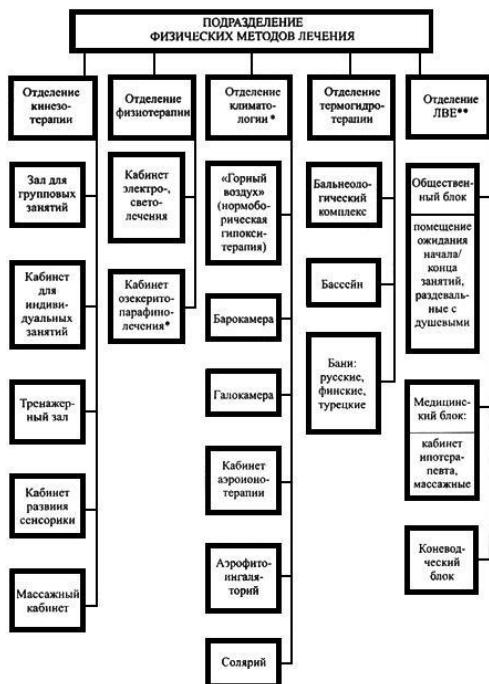 ПОДРАЗДЕЛЕНИЕ
ФИЗИЧЕСКИХ МЕТОДОВ ЛЕЧЕНИЯ
Отделение
кинезо-
терапии
Зал для
групповых
занятий
Кабинет
для
индивиду-
альных
занятий
Тренажер-
ный зал
Кабинет
развния
сенсорики
Массажный
кабинет
Отделение
физиотерапии
Кабинет
электро-,
свето-
лечения
Кабинет
озекерито-
парафино-
лечения*
Отделение
климато-
логии*
«Горный
воздух»
(нормобо-
рическая
гипокси-
терапия)
Барокамера
Галокамера
Кабинет
аэроионо-
терапии
Аэрофито-
ингаля-
торий
Солярий
Отделение
термогидро-
терапии
Бальнеоло-
гический
комплекс
Бассейн
Бани:
русские,
финские,
турецкие
Отделение
ЛВЕ**
Обществен-
ный блок
помещение
ожидания
начала/
конца
занятий,
раздеваль-
ные с
душевыми
Медицин-
ский блок:
кабинет
ипотера-
певта,
массажные
Коневод-
ческий
блок